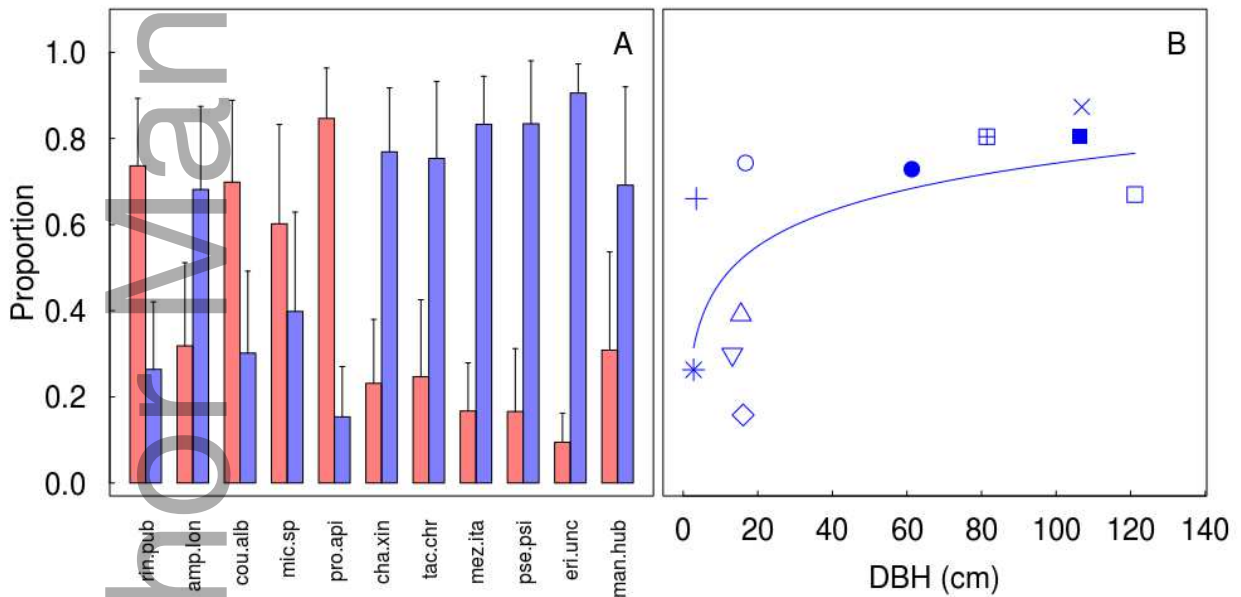 A
B
Proportion
1.0
0.8
0.6
0.4
0.2
0.0
rin.pub
amp.lon
cou.alb
mic.sp
pro.api
cha.xin
tac.chr
mez.ita
pse.psi
eri.unc
man.hub
0 20 40 60 80 100 120 140
DBH (cm)
hor Man